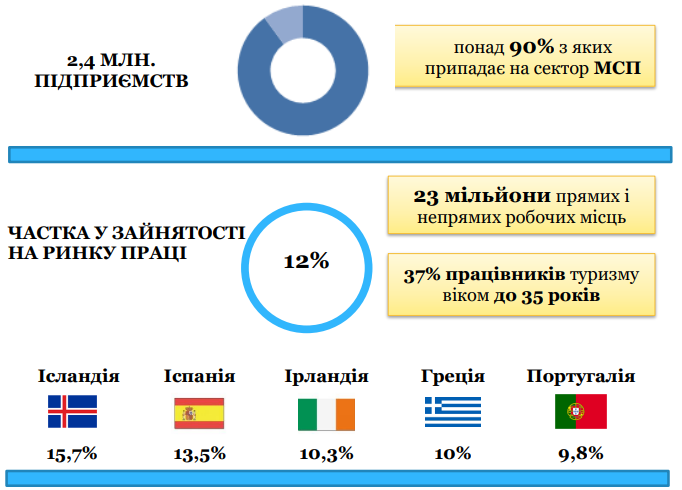 2,4 МЛН.
ПІДПРИЄМСТВ
понад 90% з яких
припадає на сектор МСП
ЧАСТКА У ЗАЙНЯТОСТІ
НА РИНКУ ПРАЦІ
12%
23 мільйони прямих і
непрямих робочих місць
37% працівників туризму
віком до 35 років
Ісландія Іспанія Ірландія Греція Португалія
15,7% 13,5% 10,3% 10% 9,8%